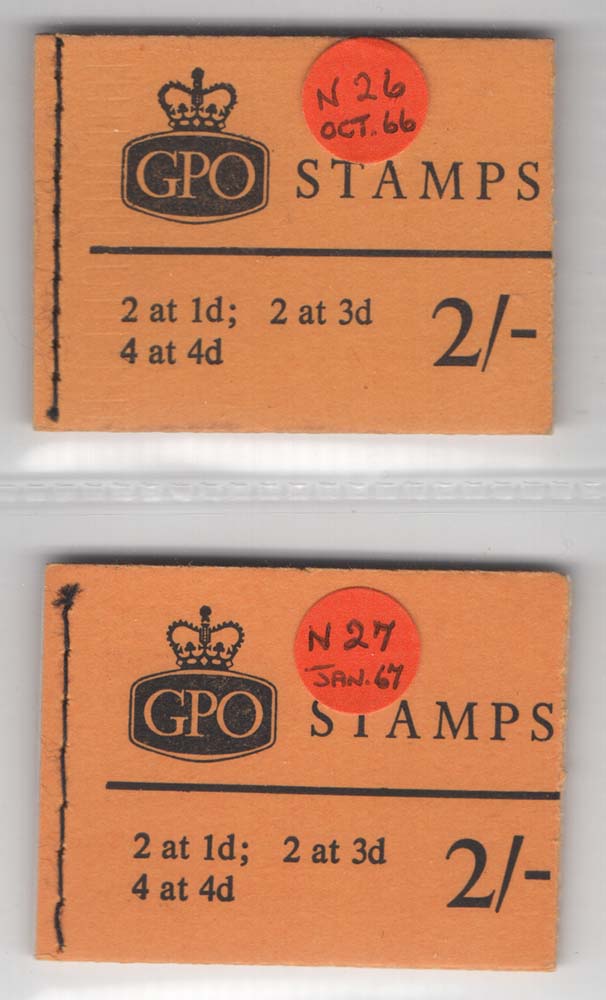 N 26
OCT. 66
GPO STAMPS
2 at 1d; 2 at 3d
4 at 4d
2/-
N 27
JAN. 67
GPO STAMPS
2 at 1d; 2 at 3d
4 at 4d
2/-